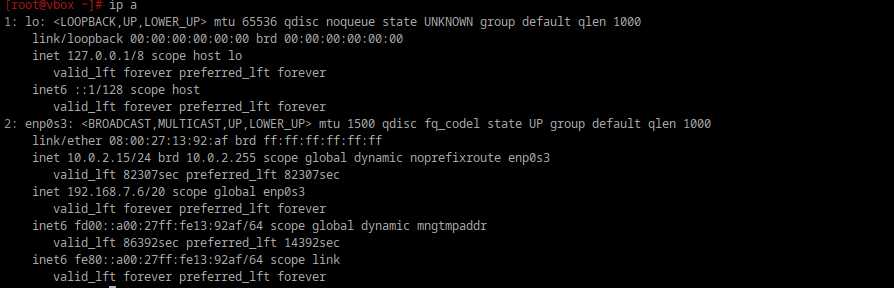 [root@vbox ~]# ip a
1: lo: <LOOPBACK,UP,LOWER_UP> mtu 65536 qdisc noqueue state UNKNOWN group default qlen 1000
link/loopback 00:00:00:00:00:00 brd 00:00:00:00:00:00
inet 127.0.0.1/8 scope host lo
valid_lft forever preferred_lft forever
inet6 ::1/128 scope host
valid_lft forever preferred_lft forever
2: enp0s3: <BROADCAST,MULTICAST,UP,LOWER_UP> mtu 1500 qdisc fq_codel state UP group default qlen 1000
link/ether 08:00:27:13:92:af brd ff:ff:ff:ff:ff:ff
inet 10.0.2.15/24 brd 10.0.2.255 scope global dynamic noprefixroute enp0s3
valid_lft 82307sec preferred_lft 82307sec
inet 192.168.7.6/20 scope global enp0s3
valid_lft forever preferred_lft forever
inet6 fd00::a00:27ff:fe13:92af/64 scope global dynamic mngtmpaddr
valid_lft 86392sec preferred_lft 14392sec
inet6 fe80::a00:27ff:fe13:92af/64 scope link
valid_lft forever preferred_lft forever